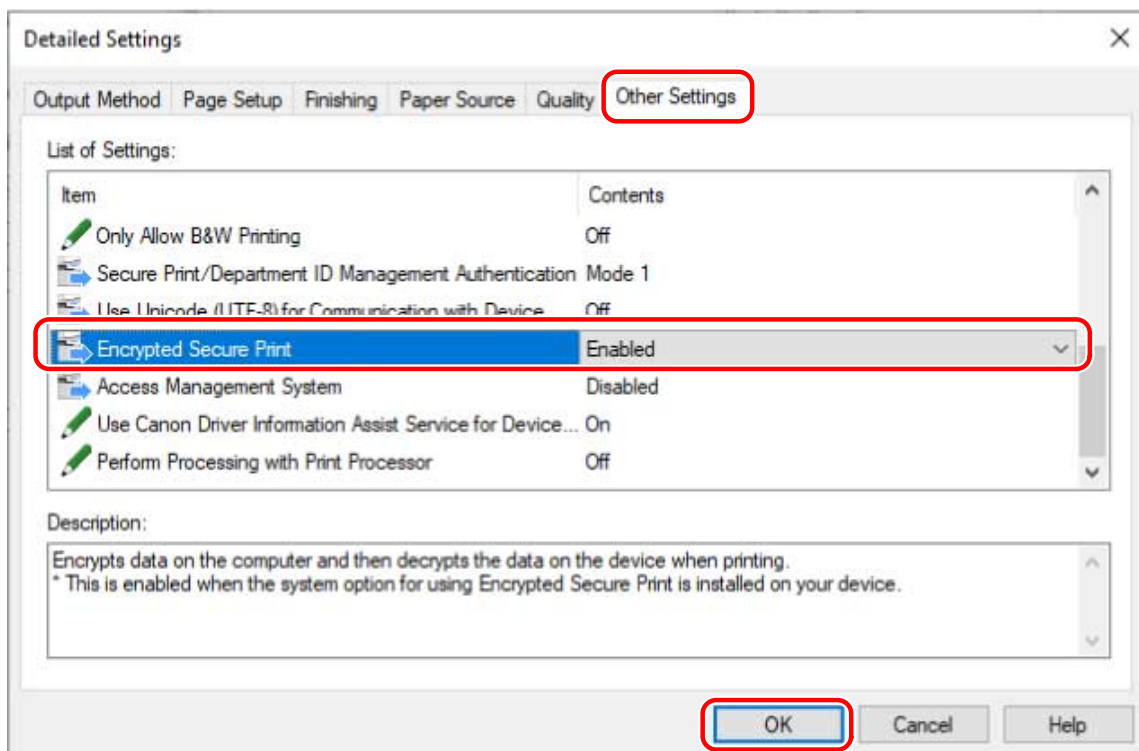 Detailed Settings
Output Method Page Setup Finishing Paper Source Quality Other Settings
List of Settings:
Item Contents
Only Allow B&W Printing Off
Secure Print/Department ID Management Authentication Mode 1
Use Unicode (UTF-8) for Communication with Device Off
Encrypted Secure Print Enabled
Access Management System Disabled
Use Canon Driver Information Assist Service for Device... On
Perform Processing with Print Processor Off
Description:
Encrypts data on the computer and then decrypts the data on the device when printing.
* This is enabled when the system option for using Encrypted Secure Print is installed on your device.
OK Cancel Help